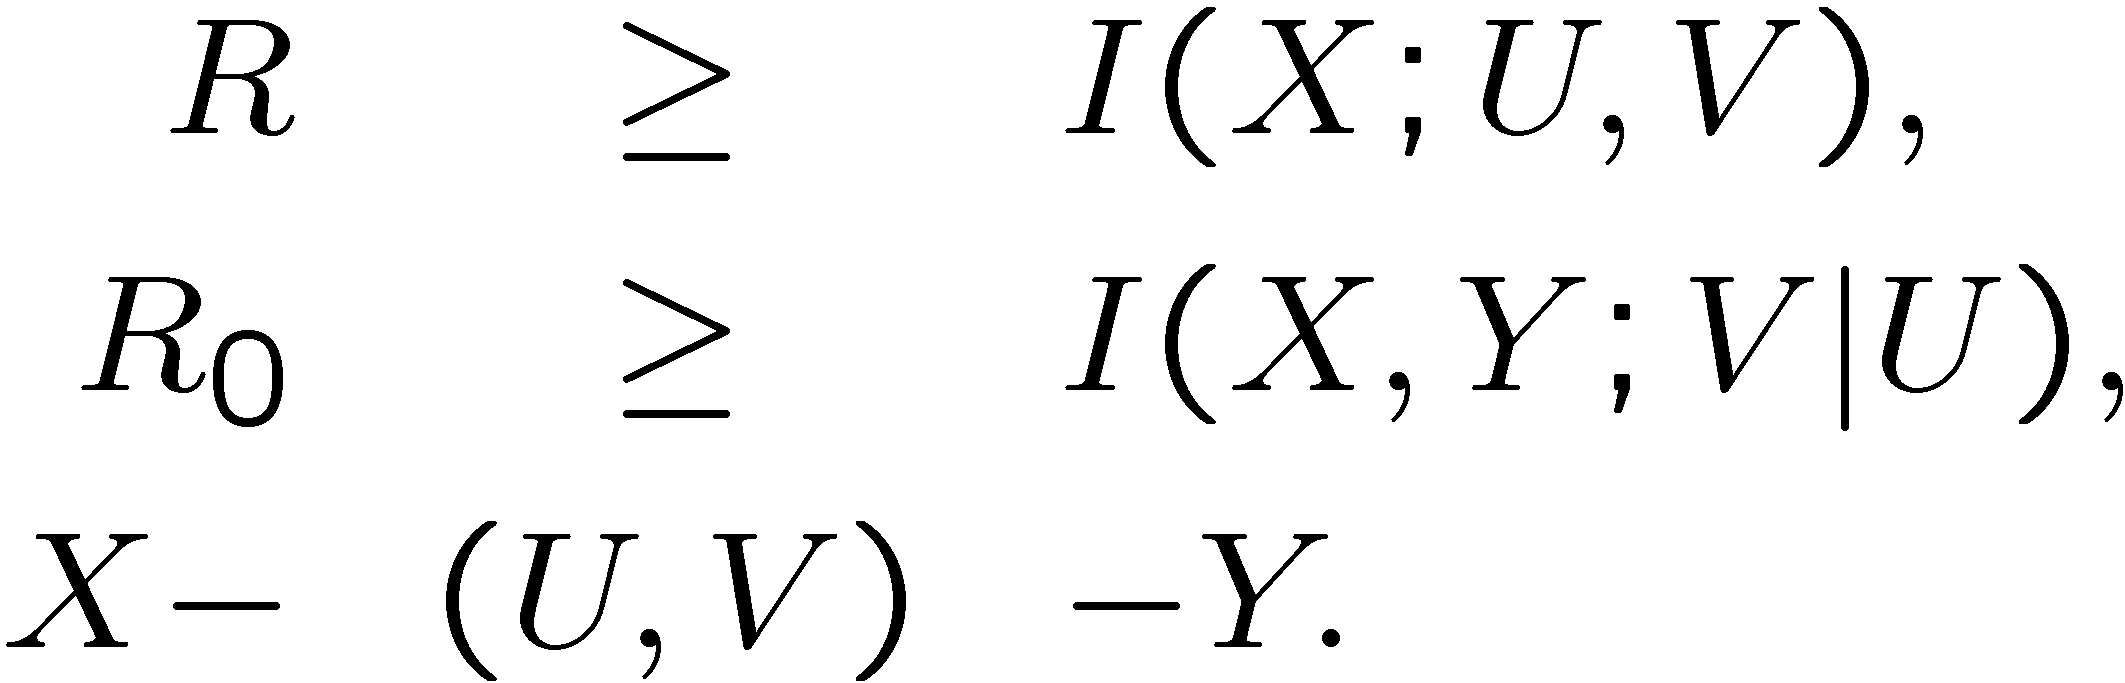 R ≥ I(X; U, V),
R₀ ≥ I(X, Y; V|U),
X − (U, V) − Y.